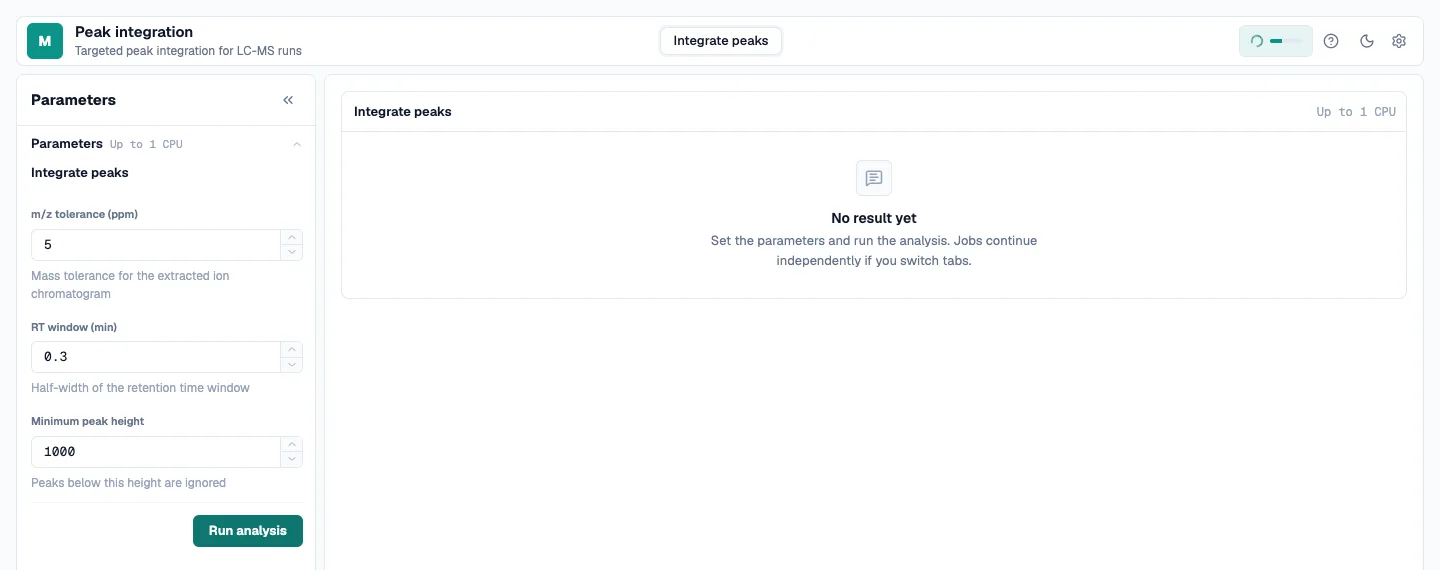 M
Peak integration
Targeted peak integration for LC-MS runs
Integrate peaks
Parameters
Parameters Up to 1 CPU
Integrate peaks
m/z tolerance (ppm)
5
Mass tolerance for the extracted ion
chromatogram
RT window (min)
0.3
Half-width of the retention time window
Minimum peak height
1000
Peaks below this height are ignored
Run analysis
Integrate peaks
Up to 1 CPU
No result yet
Set the parameters and run the analysis. Jobs continue
independently if you switch tabs.